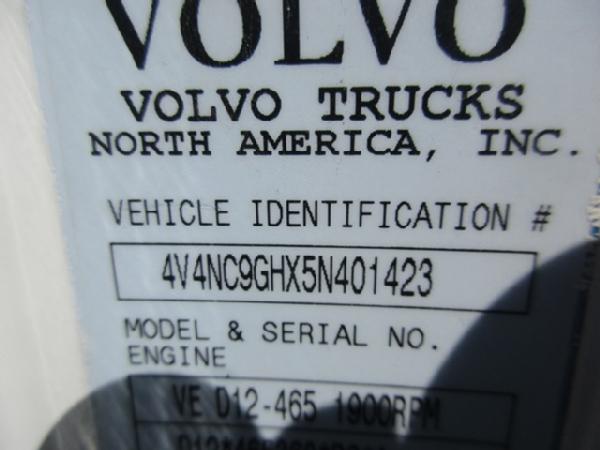 VOLVO
VOLVO TRUCKS
NORTH AMERICA, INC.
VEHICLE IDENTIFICATION #
4V4NC9GHX5N401423
MODEL & SERIAL NO.
ENGINE
VE D12-465 1900RPM